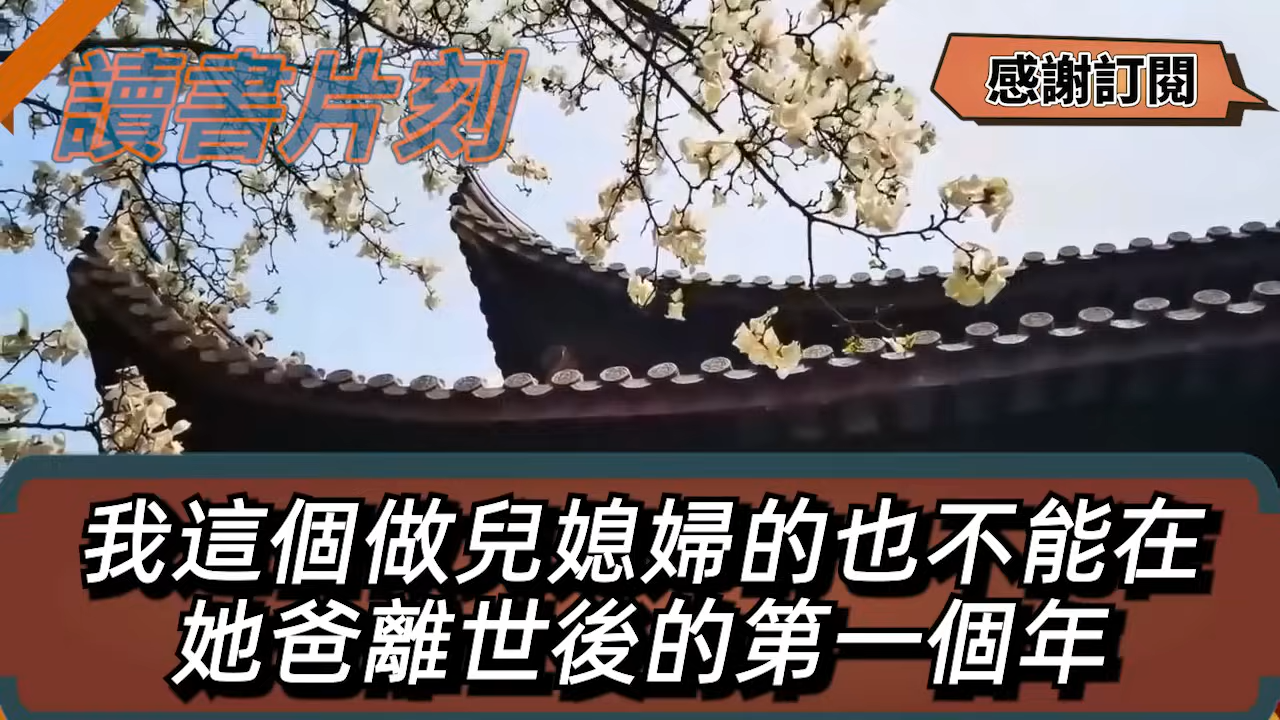 讀書片刻
感謝訂閱
我這個做兒媳婦的也不能在
她爸離世後的第一個年